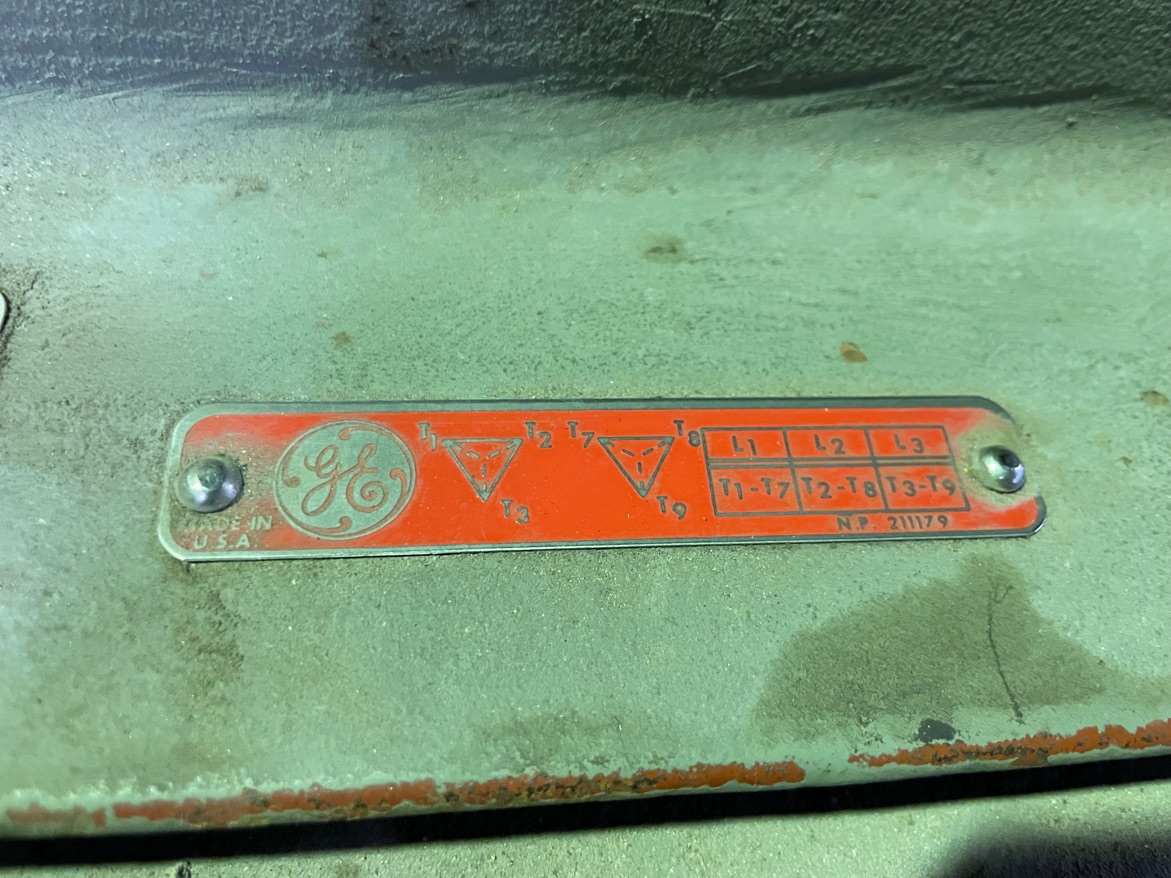 GE
MADE IN
U.S.A.
T1 T2
T3
T7 T8
T9
L1 L2 L3
T1-T7 T2-T8 T3-T9
N.P. 211179